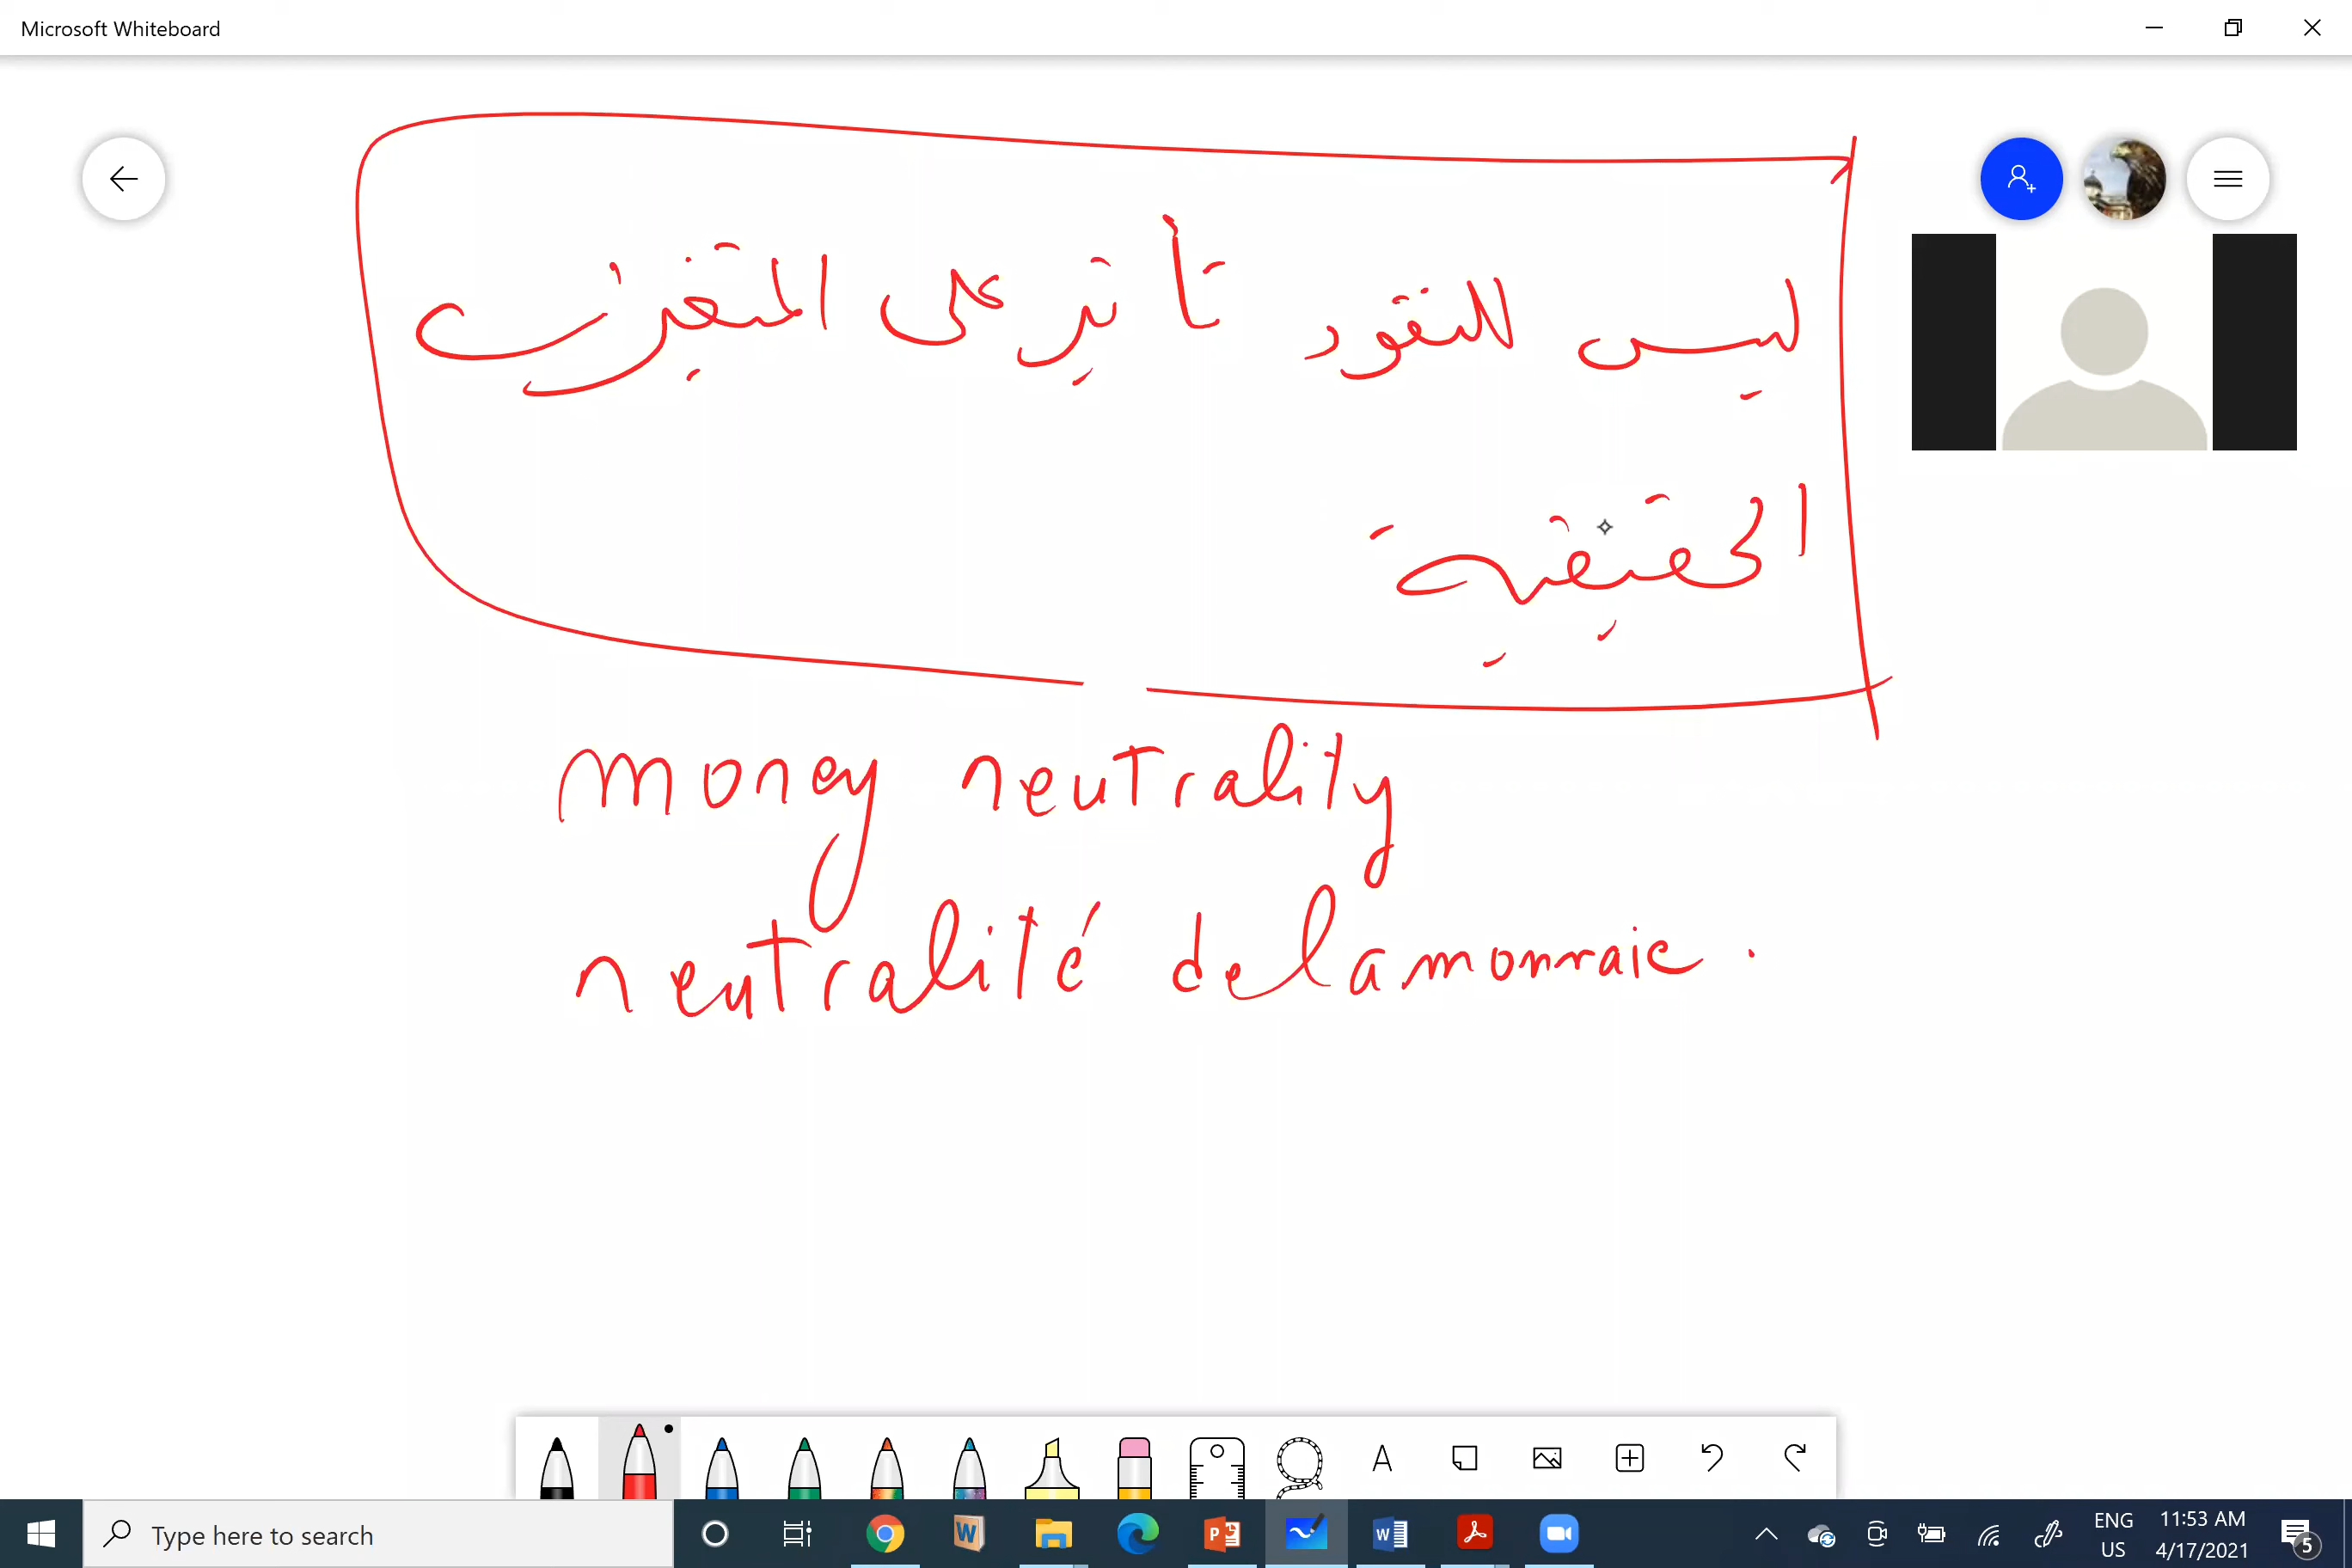 Microsoft Whiteboard
ليس للنقود تأثير على المتغيرات
الحقيقية
money neutrality
neutralité de la monnaie.
A
Type here to search
ENG
US
11:53 AM
4/17/2021
5